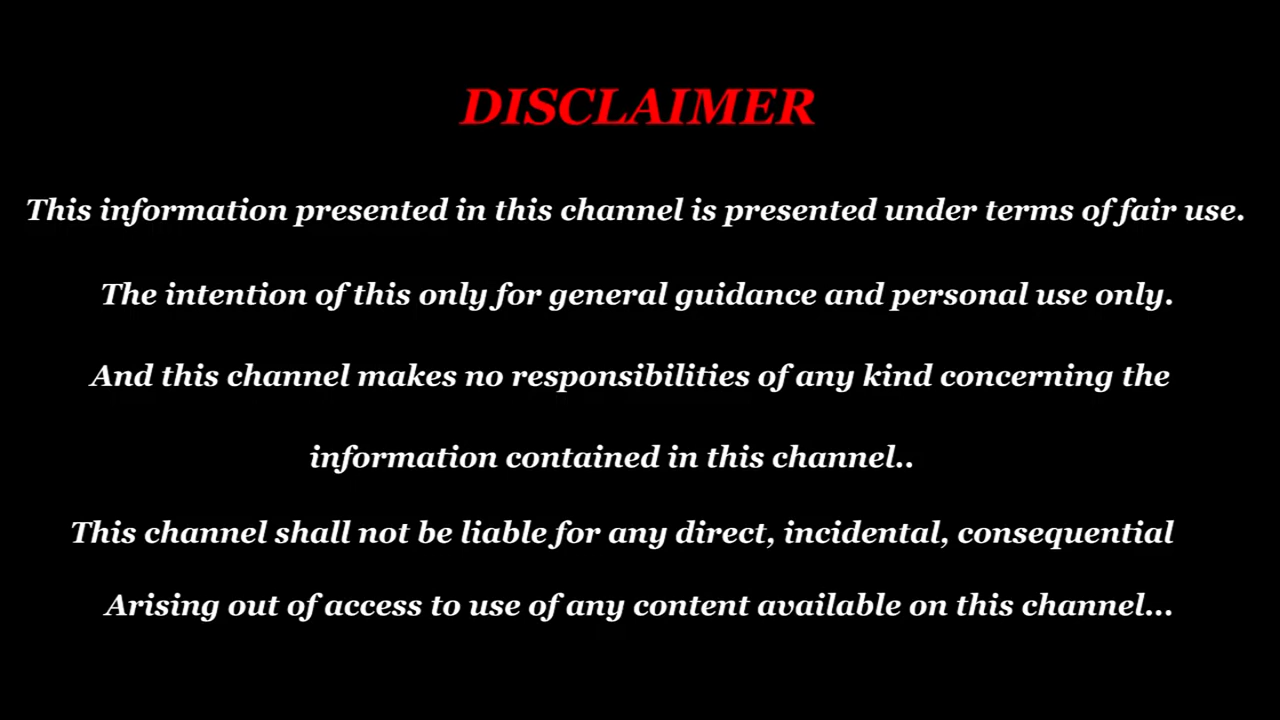 DISCLAIMER
This information presented in this channel is presented under terms of fair use.
The intention of this only for general guidance and personal use only.
And this channel makes no responsibilities of any kind concerning the
information contained in this channel..
This channel shall not be liable for any direct, incidental, consequential
Arising out of access to use of any content available on this channel...